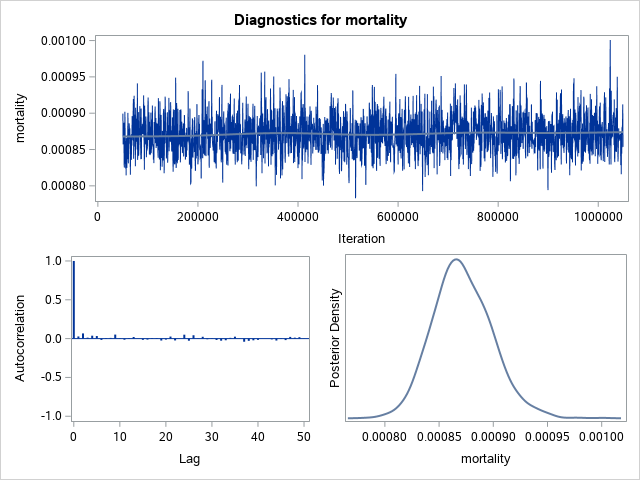 Diagnostics for mortality
0.00100
0.00095
0.00090
0.00085
0.00080
mortality
0 200000 400000 600000 800000 1000000
Iteration
1.0
0.5
0.0
-0.5
-1.0
Autocorrelation
0 10 20 30 40 50
Lag
Posterior Density
0.00080 0.00085 0.00090 0.00095 0.00100
mortality